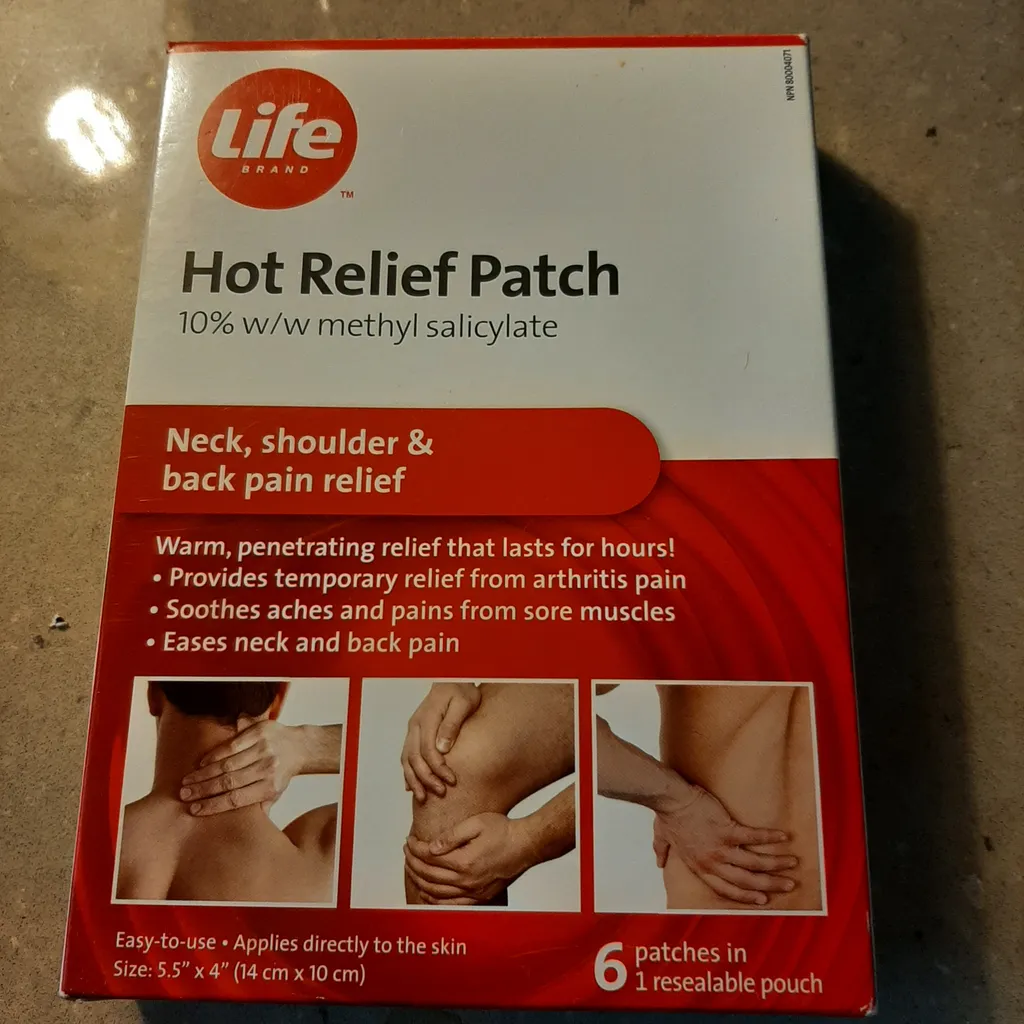 NPN 80004071
Life
BRAND
™
Hot Relief Patch
10% w/w methyl salicylate
Neck, shoulder &
back pain relief
Warm, penetrating relief that lasts for hours!
• Provides temporary relief from arthritis pain
• Soothes aches and pains from sore muscles
• Eases neck and back pain
Easy-to-use • Applies directly to the skin
Size: 5.5” x 4” (14 cm x 10 cm)
6 patches in
1 resealable pouch